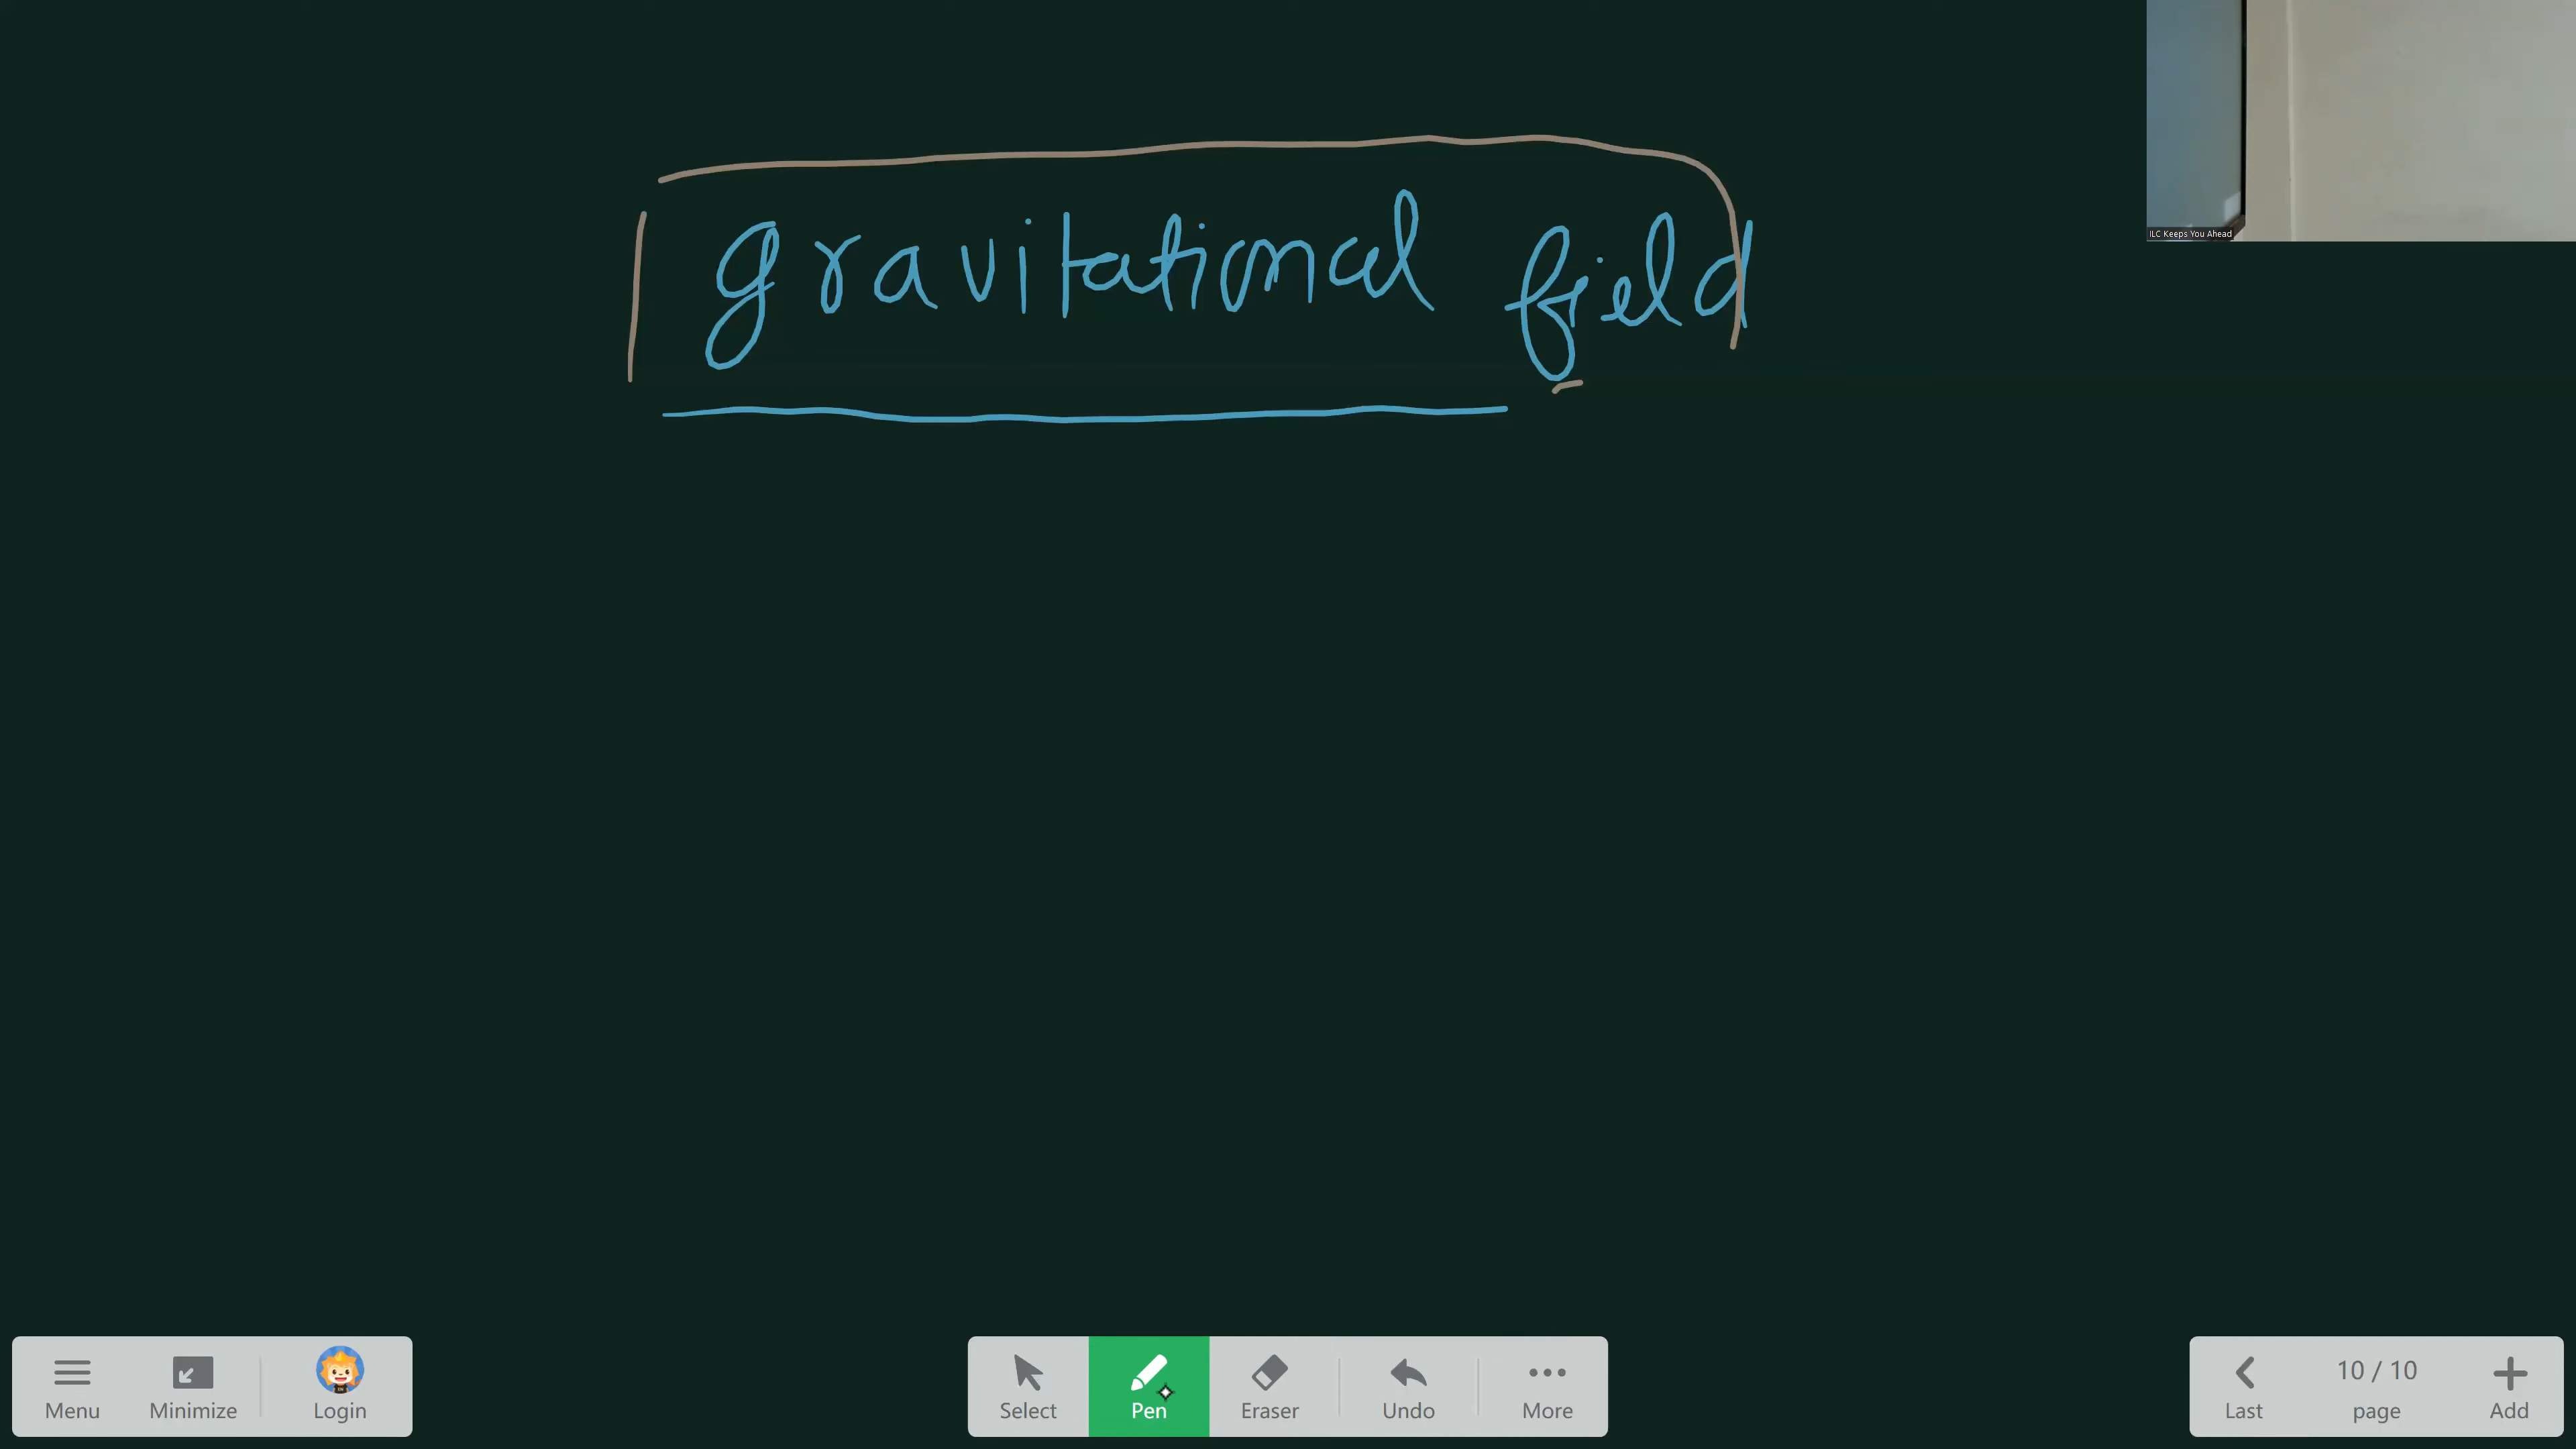 ILC Keeps You Ahead
gravitational field
Menu
Minimize
Login
Select
Pen
Eraser
Undo
More
Last
10 / 10
page
Add